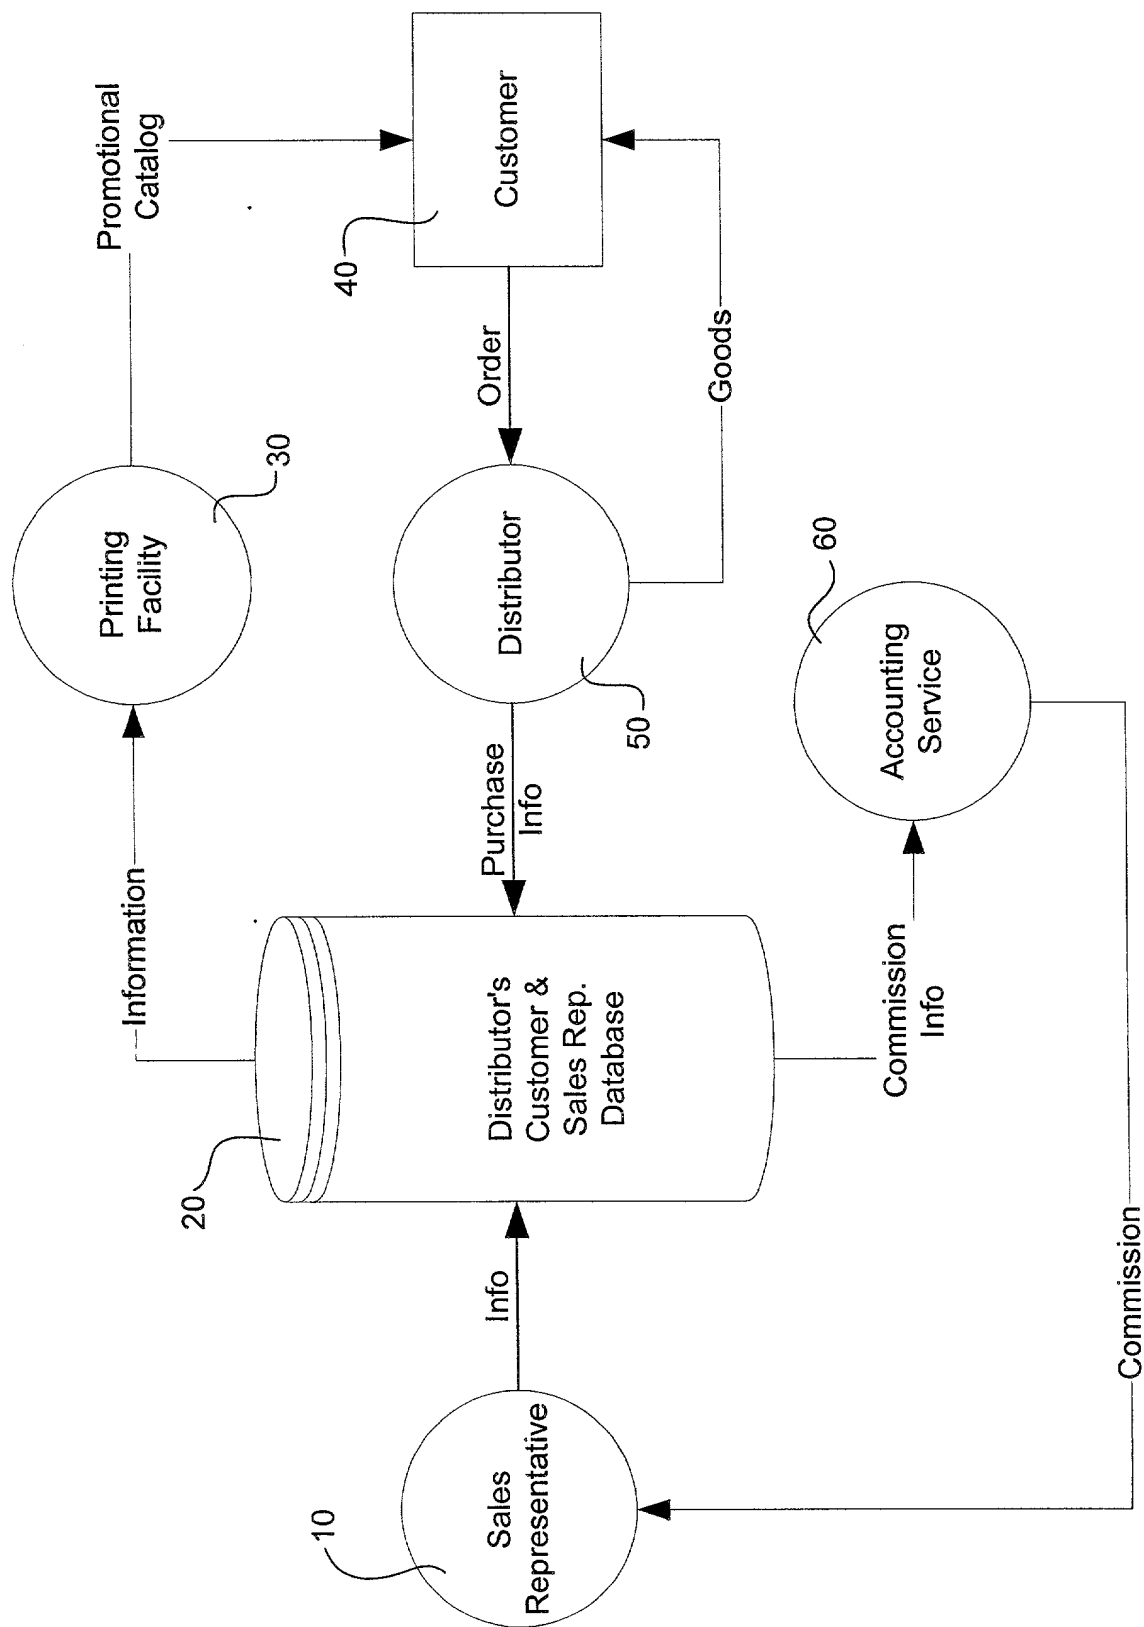 Printing
Facility
30
Promotional
Catalog
Information
20
Distributor's
Customer &
Sales Rep.
Database
10
Sales
Representative
Info
Purchase
Info
Distributor
50
Order
40
Customer
Goods
Commission
Info
Accounting
Service
60
Commission